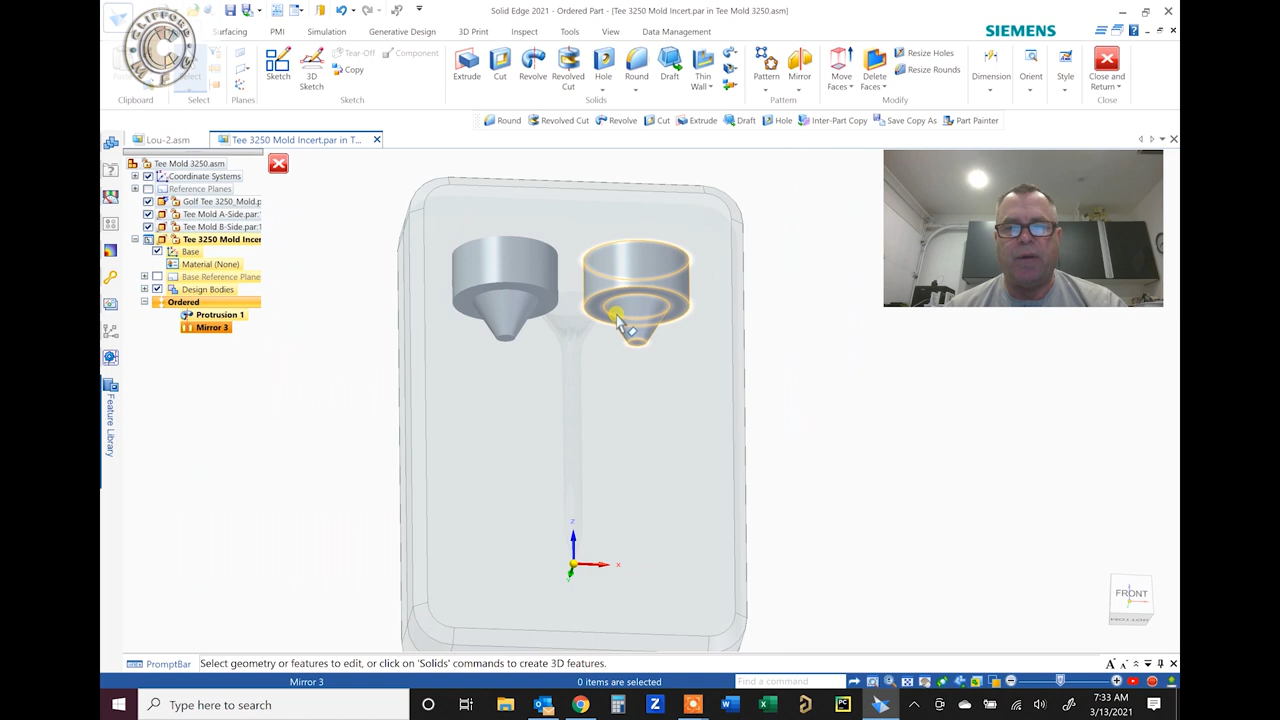 Solid Edge 2021 - Ordered Part - [Tee 3250 Mold Incert.par in Tee Mold 3250.asm]
CLIFFORD
MFG
Surfacing
PMI
Simulation
Generative Design
3D Print
Inspect
Tools
View
Data Management
SIEMENS
Sketch
3D Sketch
Tear-Off
Component
Copy
Extrude
Cut
Revolve
Revolved Cut
Hole
Round
Draft
Thin Wall
Pattern
Mirror
Move Faces
Delete Faces
Resize Holes
Resize Rounds
Dimension
Orient
Style
Close and Return
Clipboard
Select
Planes
Sketch
Solids
Pattern
Modify
Close
Round
Revolved Cut
Revolve
Cut
Extrude
Draft
Hole
Inter-Part Copy
Save Copy As
Part Painter
Lou-2.asm
Tee 3250 Mold Incert.par in T...
Tee Mold 3250.asm
Coordinate Systems
Reference Planes
Golf Tee 3250_Mold.p
Tee Mold A-Side.par:
Tee Mold B-Side.par:1
Tee 3250 Mold Incer
Base
Material (None)
Base Reference Plane
Design Bodies
Ordered
Protrusion 1
Mirror 3
Feature Library
Z
X
FRONT
BOTTOM
PromptBar
Select geometry or features to edit, or click on 'Solids' commands to create 3D features.
Mirror 3
0 items are selected
Find a command
Type here to search
7:33 AM
3/13/2021